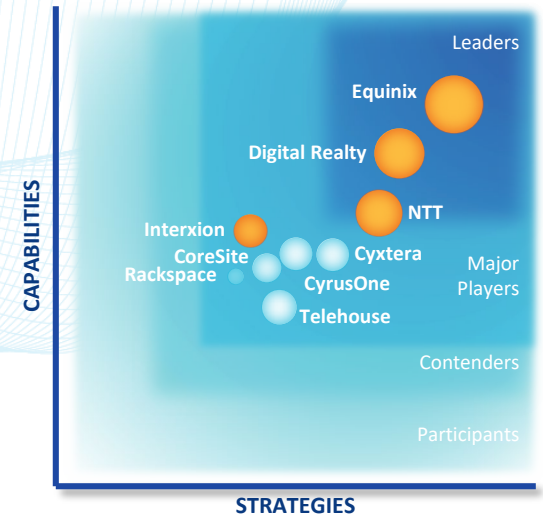 Leaders
Equinix
Digital Realty
NTT
Interxion
CoreSite
Cyxtera
Rackspace
CyrusOne
Major
Players
Telehouse
Contenders
Participants
CAPABILITIES
STRATEGIES